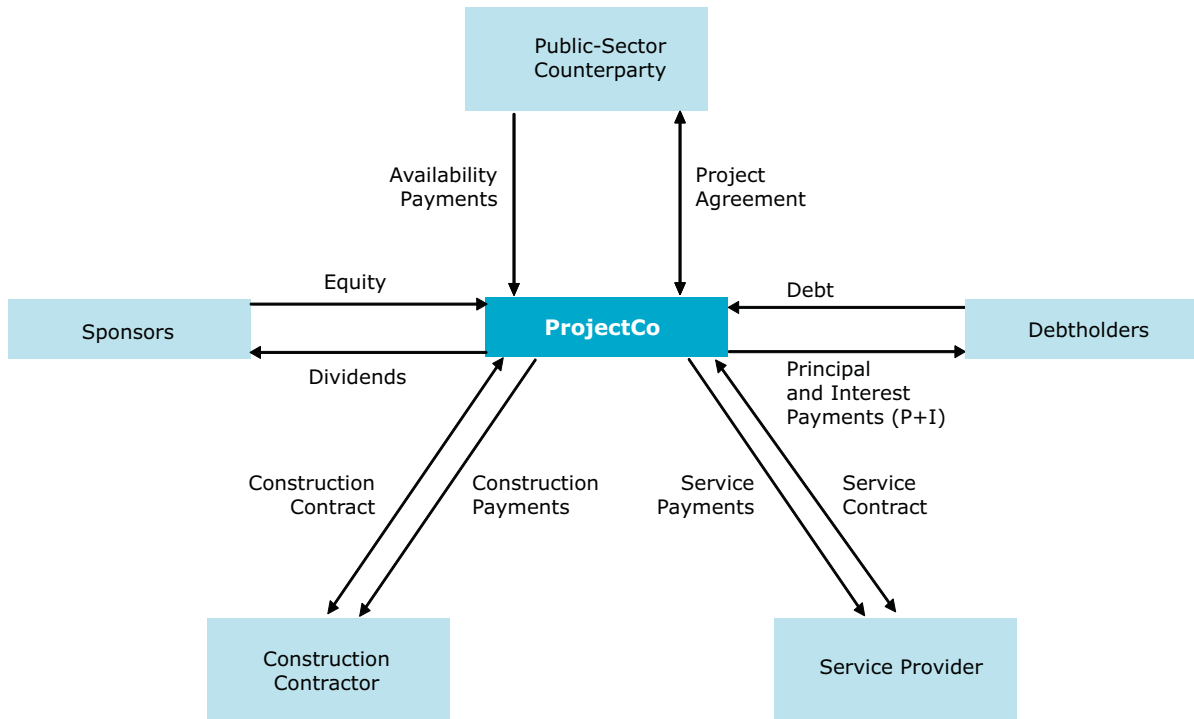 Public-Sector
Counterparty
Availability
Payments
Project
Agreement
Equity
Debt
Sponsors
ProjectCo
Debtholders
Dividends
Principal
and Interest
Payments (P+I)
Construction
Contract
Construction
Payments
Service
Payments
Service
Contract
Construction
Contractor
Service Provider